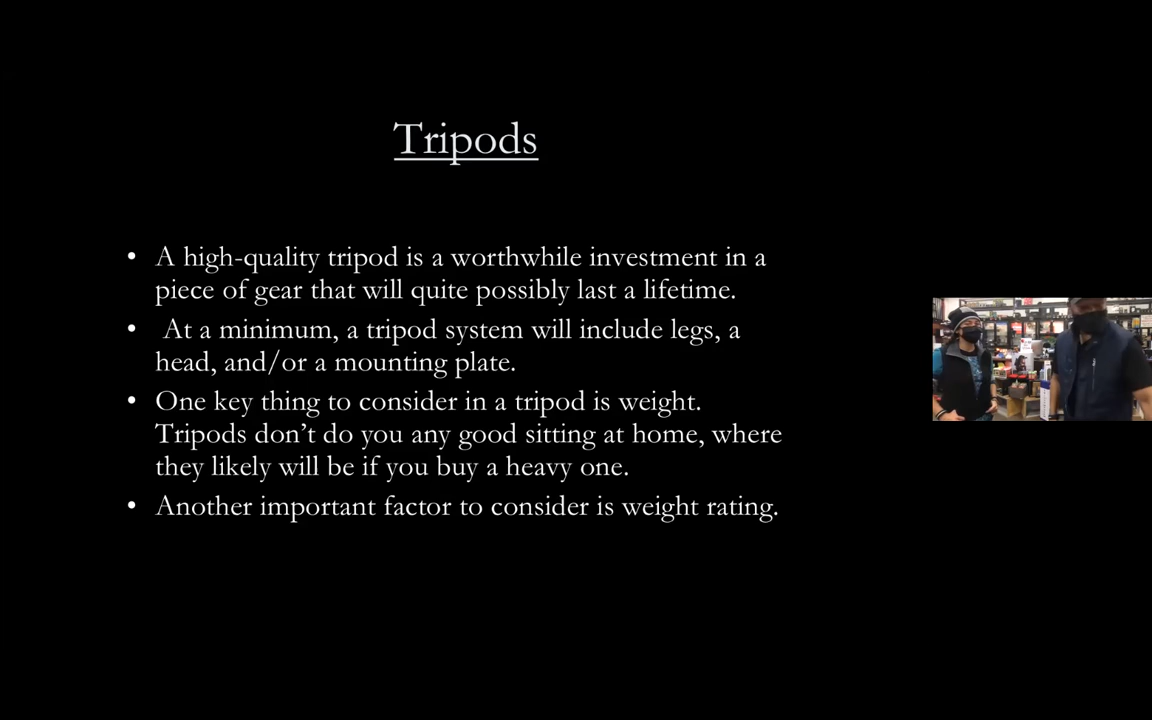 Tripods
• A high-quality tripod is a worthwhile investment in a
piece of gear that will quite possibly last a lifetime.
• At a minimum, a tripod system will include legs, a
head, and/or a mounting plate.
• One key thing to consider in a tripod is weight.
Tripods don’t do you any good sitting at home, where
they likely will be if you buy a heavy one.
• Another important factor to consider is weight rating.